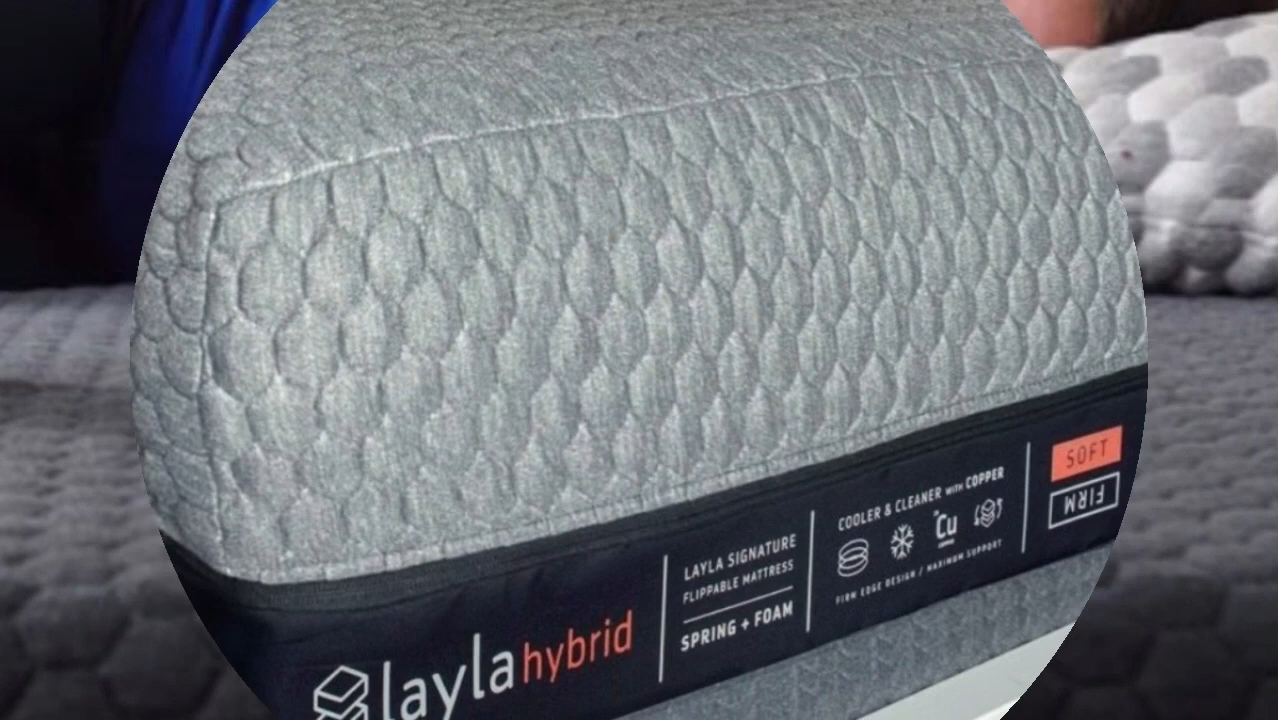 layla hybrid
LAYLA SIGNATURE
FLIPPABLE MATTRESS
SPRING + FOAM
COOLER & CLEANER WITH COPPER
Cu
FIRM EDGE DESIGN / MAXIMUM SUPPORT
SOFT
FIRM